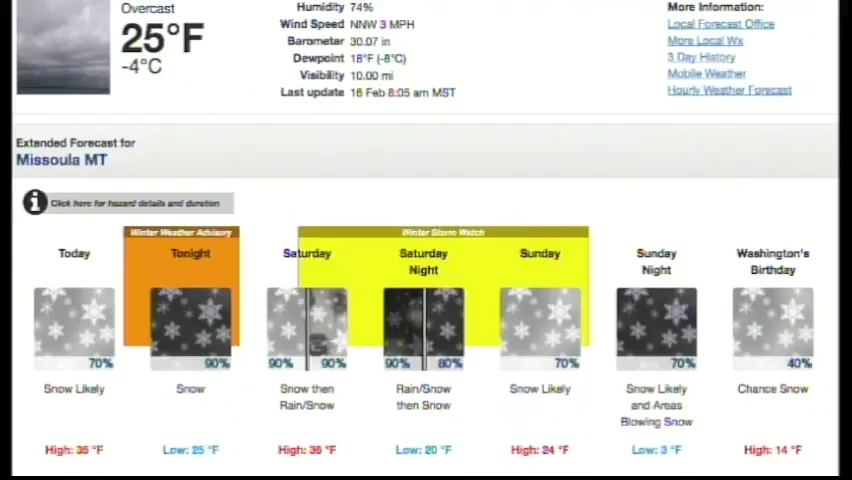 Overcast
25°F
-4°C
Humidity 74%
Wind Speed NNW 3 MPH
Barometer 30.07 in
Dewpoint 18°F (-8°C)
Visibility 10.00 mi
Last update 16 Feb 8:05 am MST
More Information:
Local Forecast Office
More Local Wx
3 Day History
Mobile Weather
Hourly Weather Forecast
Extended Forecast for
Missoula MT
i Click here for hazard details and duration
Winter Weather Advisory Winter Storm Watch
Today Tonight Saturday Saturday Night Sunday Sunday Night Washington's Birthday
70% 90% 90% 90% 90% 80% 70% 70% 40%
Snow Likely Snow Snow then Rain/Snow Rain/Snow then Snow Snow Likely Snow Likely and Areas Blowing Snow Chance Snow
High: 35 °F Low: 25 °F High: 36 °F Low: 20 °F High: 24 °F Low: 3 °F High: 14 °F